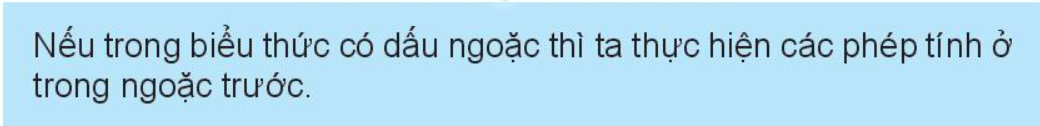 Nếu trong biểu thức có dấu ngoặc thì ta thực hiện các phép tính ở
trong ngoặc trước.